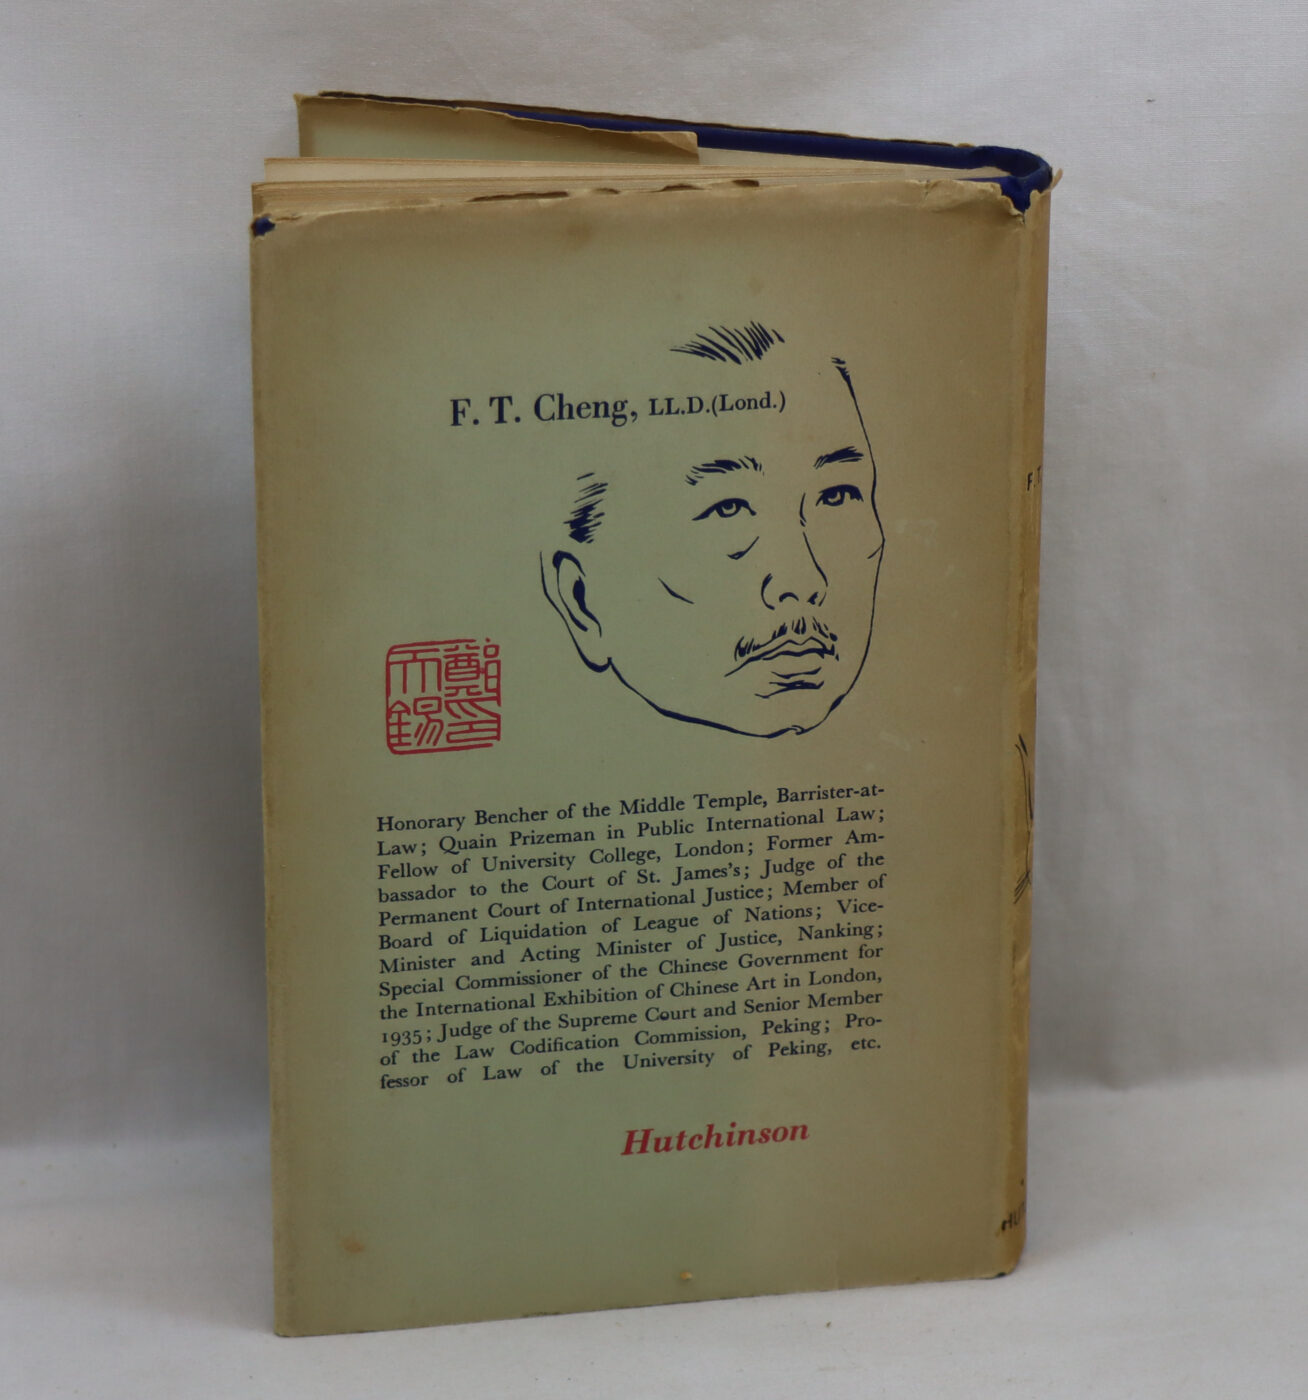 F. T. Cheng, LL.D.(Lond.)
鄭天錫印
Honorary Bencher of the Middle Temple, Barrister-at-
Law; Quain Prizeman in Public International Law;
Fellow of University College, London; Former Am-
bassador to the Court of St. James's; Judge of the
Permanent Court of International Justice; Member of
Board of Liquidation of League of Nations; Vice-
Minister and Acting Minister of Justice, Nanking;
Special Commissioner of the Chinese Government for
the International Exhibition of Chinese Art in London,
1935; Judge of the Supreme Court and Senior Member
of the Law Codification Commission, Peking; Pro-
fessor of Law of the University of Peking, etc.
Hutchinson